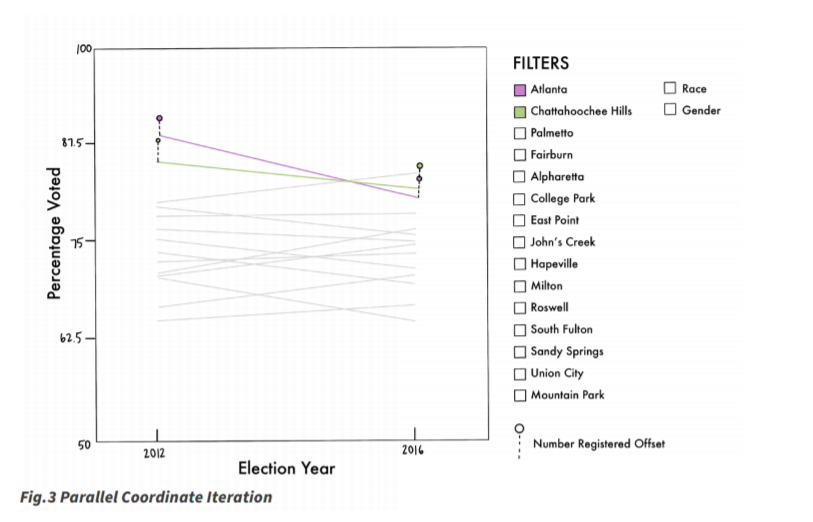 100
87.5
75
62.5
50
Percentage Voted
2012
2016
Election Year
FILTERS
Atlanta
Chattahoochee Hills
Palmetto
Fairburn
Alpharetta
College Park
East Point
John's Creek
Hapeville
Milton
Roswell
South Fulton
Sandy Springs
Union City
Mountain Park
Race
Gender
Number Registered Offset
Fig.3 Parallel Coordinate Iteration